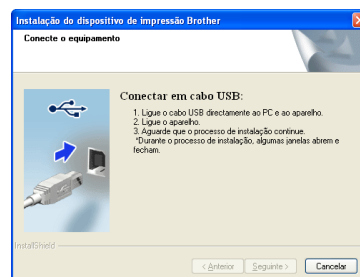 Instalação do dispositivo de impressão Brother
Conecte o equipamento
Conectar em cabo USB:
1. Ligue o cabo USB directamente ao PC e ao aparelho.
2. Ligue o aparelho.
3. Aguarde que o processo de instalação continue.
*Durante o processo de instalação, algumas janelas abrem e
fecham.
InstallShield
< Anterior Seguinte > Cancelar